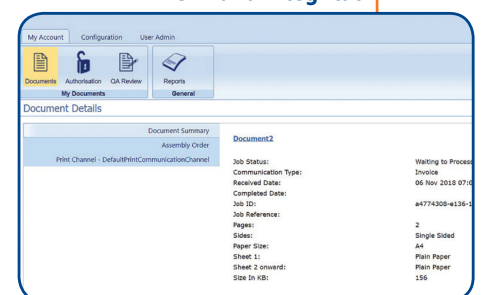 My Account Configuration User Admin
Documents Authorisation QA Review Reports
My Documents General
Document Details
Document Summary
Assembly Order
Print Channel - DefaultPrintCommunicationChannel
Document2
Job Status: Waiting to Process
Communication Type: Invoice
Received Date: 06 Nov 2018 07:0
Completed Date:
Job ID: a4774308-e136-1
Job Reference:
Pages: 2
Sides: Single Sided
Paper Size: A4
Sheet 1: Plain Paper
Sheet 2 onward: Plain Paper
Size In KB: 156